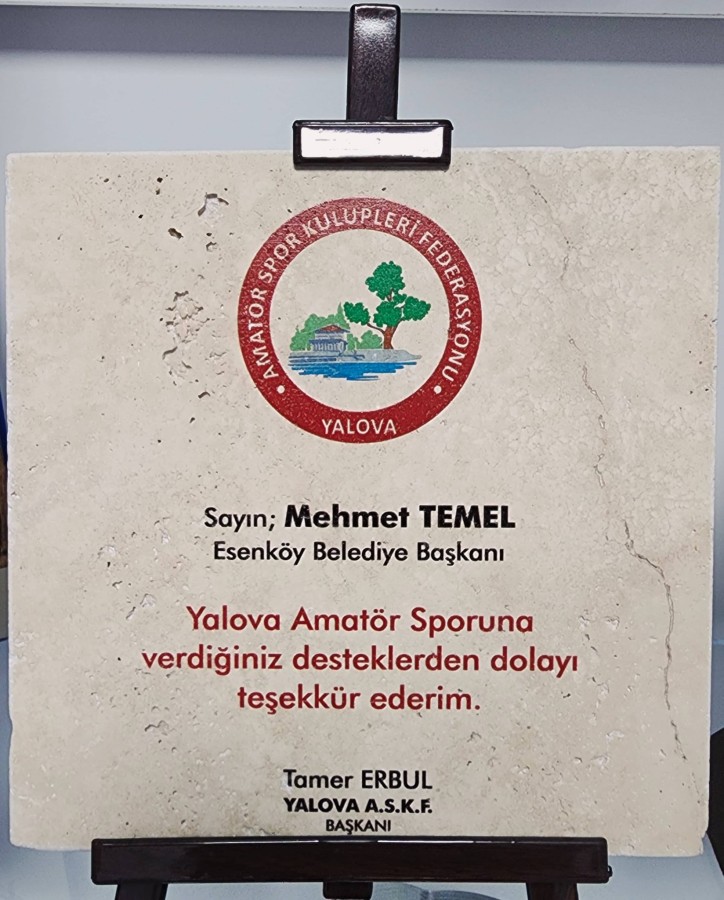 AMATÖR SPOR KULÜPLERİ FEDERASYONU
YALOVA
Sayın; Mehmet TEMEL
Esenköy Belediye Başkanı
Yalova Amatör Sporuna
verdiğiniz desteklerden dolayı
teşekkür ederim.
Tamer ERBUL
YALOVA A.S.K.F.
BAŞKANI